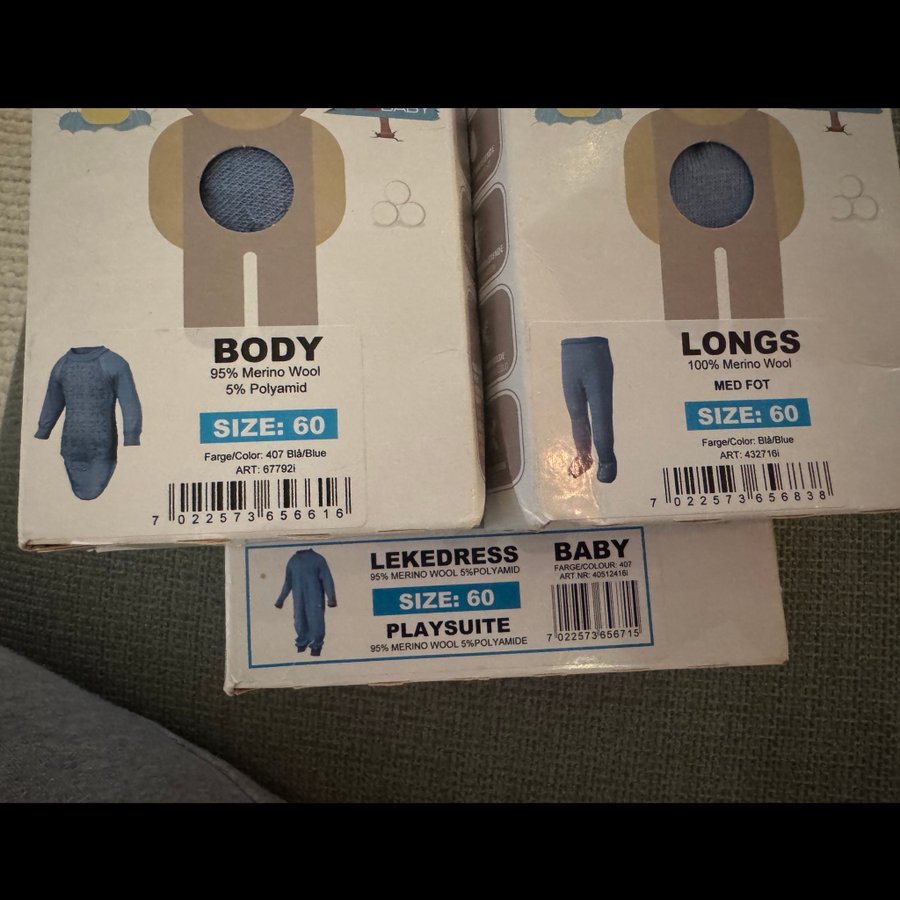 BABY
BODY
95% Merino Wool
5% Polyamid
SIZE: 60
Farge/Color: 407 Blå/Blue
ART: 67792i
7 022573 656616
LONGS
100% Merino Wool
MED FOT
SIZE: 60
Farge/Color: Blå/Blue
ART: 432716i
7 022573 656838
LEKEDRESS
95% MERINO WOOL 5%POLYAMID
SIZE: 60
PLAYSUITE
95% MERINO WOOL 5%POLYAMIDE
BABY
FARGE/COLOUR: 407
ART.NR: 40512416i
7 022573 656715